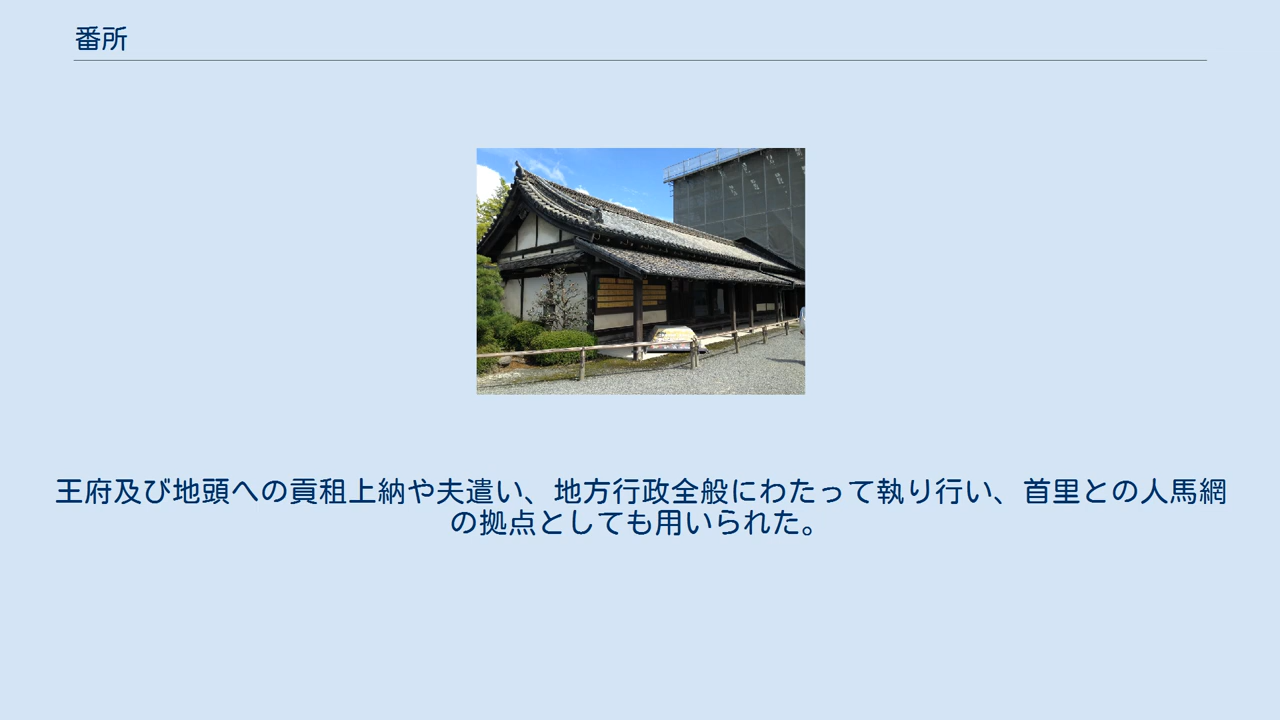 番所
王府及び地頭への貢租上納や夫遣い、地方行政全般にわたって執り行い、首里との人馬網
の拠点としても用いられた。